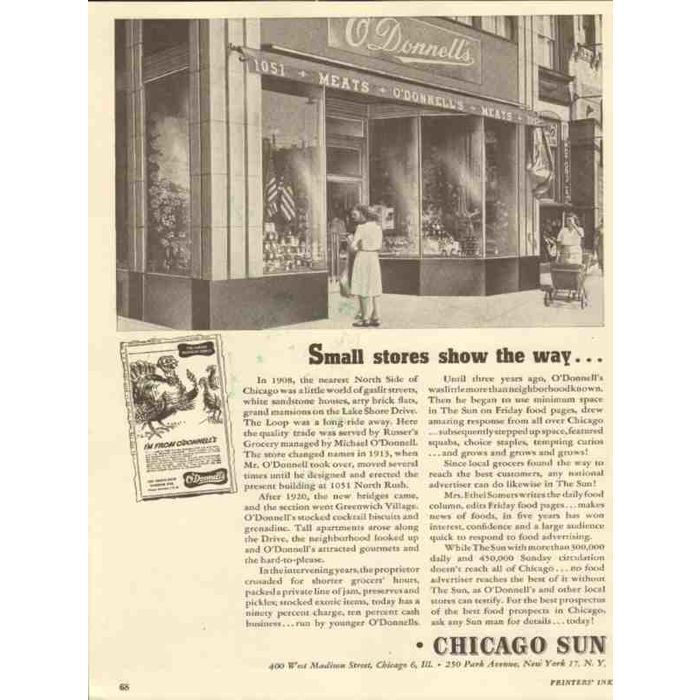 O'Donnell's
1051 + MEATS + O'DONNELL'S + MEATS +
I'M FROM O'DONNELL'S
O'Donnell's
Small stores show the way...
In 1908, the nearest North Side of
Chicago was a little world of gaslit streets,
white sandstone houses, arty brick flats,
grand mansions on the Lake Shore Drive.
The Loop was a long ride away. Here
the quality trade was served by Russer's
Grocery managed by Michael O'Donnell.
The store changed names in 1913, when
Mr. O'Donnell took over, moved several
times until he designed and erected the
present building at 1051 North Rush.
After 1920, the new bridges came,
and the section went Greenwich Village.
O'Donnell's stocked cocktail biscuits and
grenadine. Tall apartments arose along
the Drive, the neighborhood looked up
and O'Donnell's attracted gourmets and
the hard-to-please.
In the intervening years, the proprietor
crusaded for shorter grocers' hours,
packed a private line of jam, preserves and
pickles; stocked exotic items, today has a
ninety percent charge, ten percent cash
business...run by younger O'Donnells.
Until three years ago, O'Donnell's
was little more than neighborhood known.
Then he began to use minimum space
in The Sun on Friday food pages, drew
amazing response from all over Chicago
...subsequently stepped up space, featured
squabs, choice staples, tempting curios
...and grows and grows and grows!
Since local grocers found the way to
reach the best customers, any national
advertiser can do likewise in The Sun!
Mrs. Ethel Somers writes the daily food
column, edits Friday food pages...makes
news of foods, in five years has won
interest, confidence and a large audience
quick to respond to food advertising.
While The Sun with more than 300,000
daily and 450,000 Sunday circulation
doesn't reach all of Chicago...no food
advertiser reaches the best of it without
The Sun, as O'Donnell's and other local
stores can testify. For the best prospectus
of the best food prospects in Chicago,
ask any Sun man for details...today!
• CHICAGO SUN
400 West Madison Street, Chicago 6, Ill. • 250 Park Avenue, New York 17, N. Y.
68
PRINTERS' INK